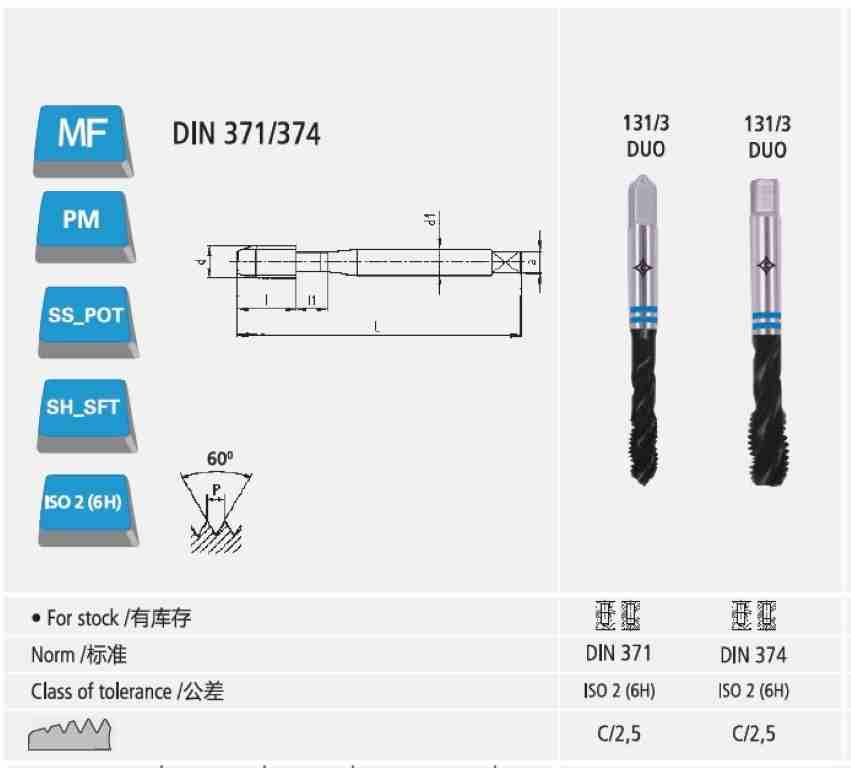 MF
DIN 371/374
131/3
DUO
131/3
DUO
PM
SS_POT
SH_SFT
ISO 2 (6H)
d
d1
a
l
l1
L
60⁰
P
• For stock /有库存
Norm /标准
DIN 371
DIN 374
Class of tolerance /公差
ISO 2 (6H)
ISO 2 (6H)
C/2,5
C/2,5